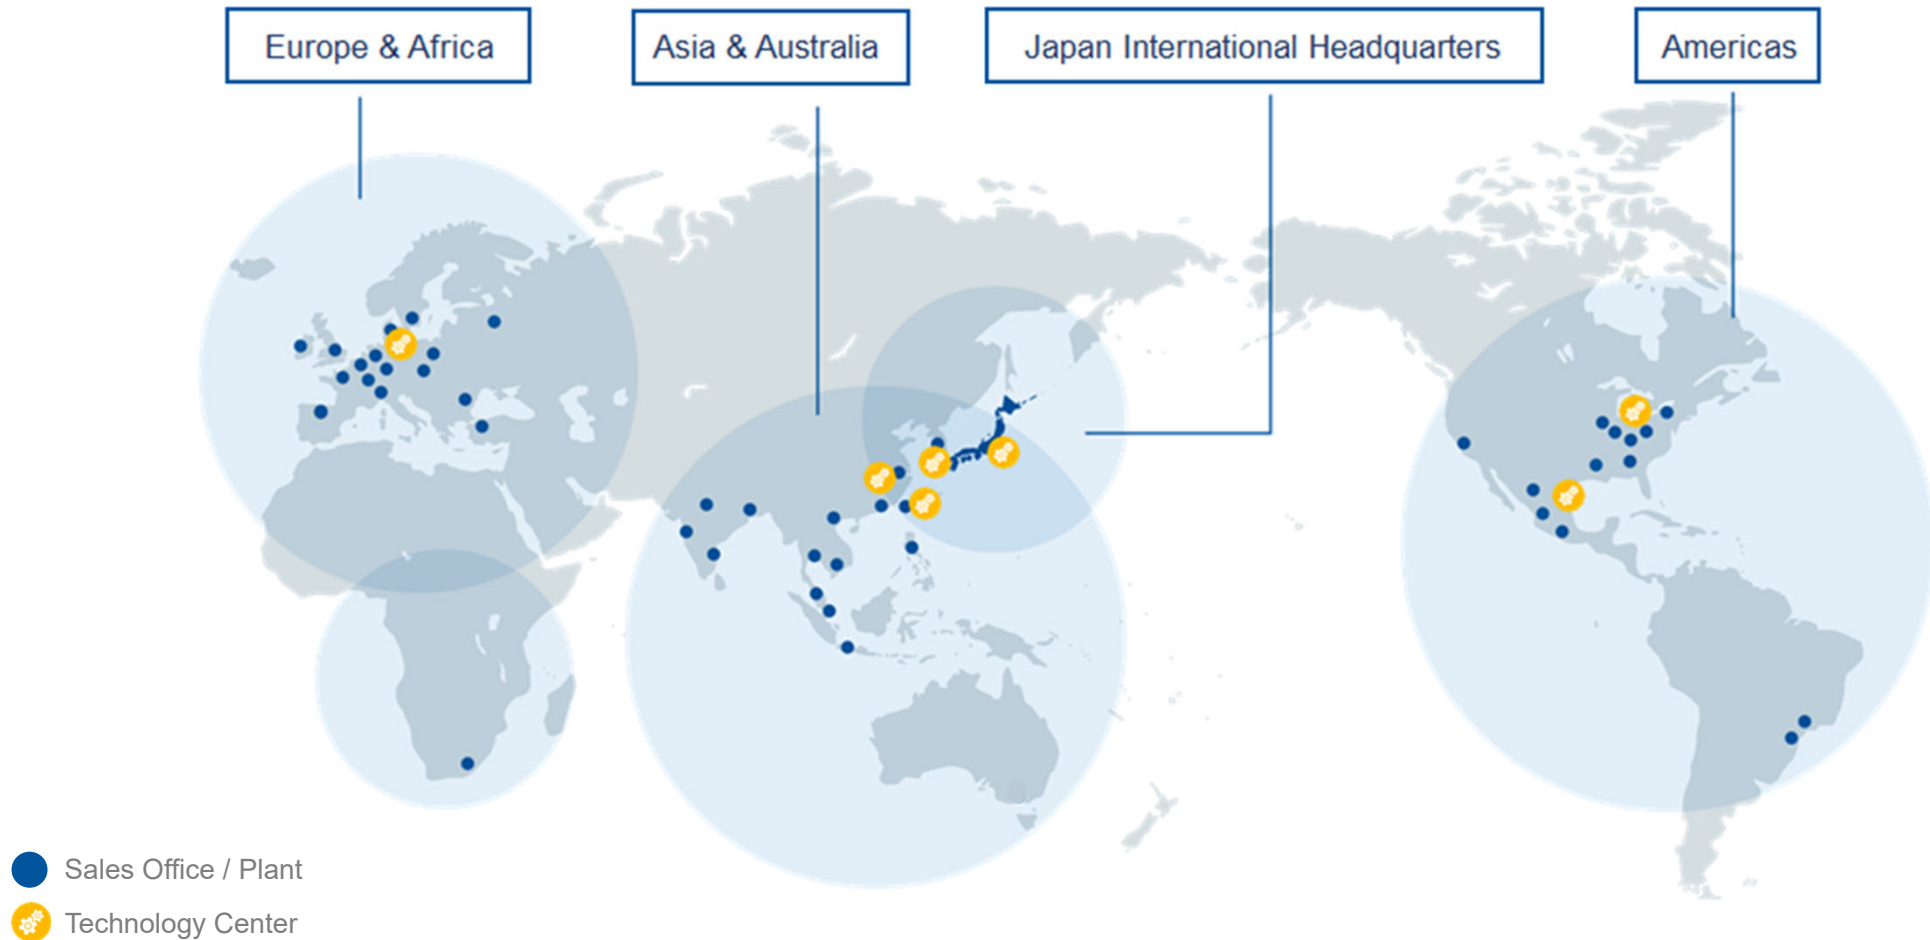 Europe & Africa
Asia & Australia
Japan International Headquarters
Americas
Sales Office / Plant
Technology Center